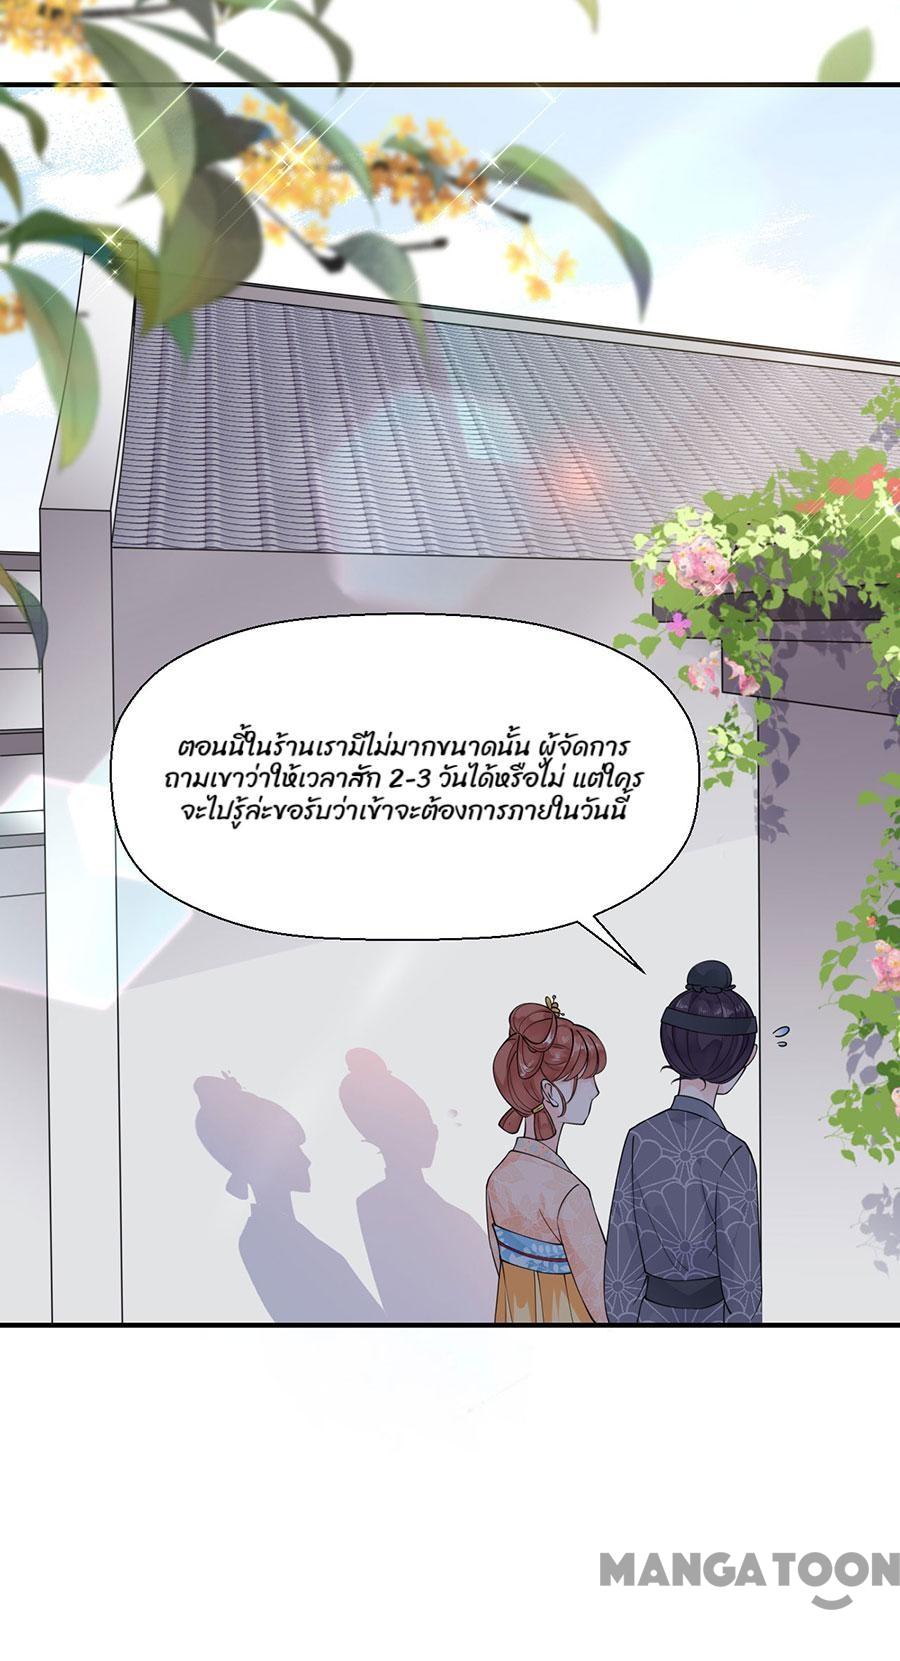 ตอนนี้ในร้านเรามีไม่มากขนาดนั้น ผู้จัดการ
ถามเขาว่าให้เวลาสัก 2-3 วันได้หรือไม่ แต่ใคร
จะไปรู้ล่ะขอรับว่าเข้าจะต้องการภายในวันนี้
MANGATOON